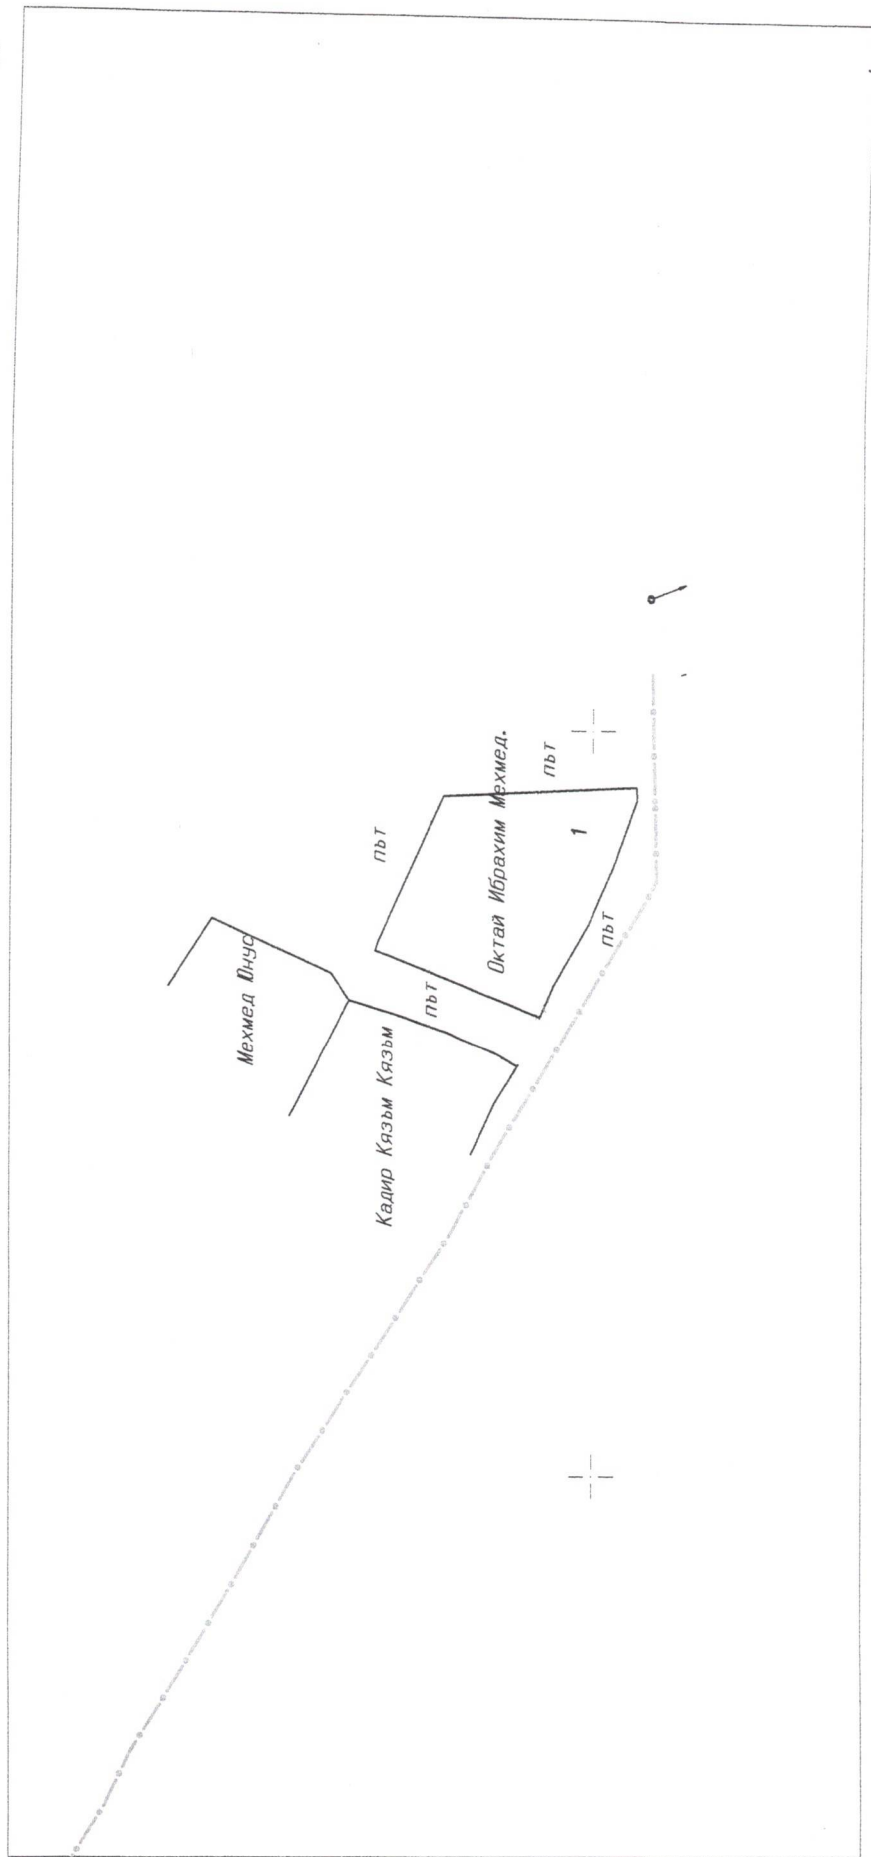 Мехмед Юнус
Кадир Кязъм Кязъм
път
път
Октай Ибрахим Мехмед.
път
1
път